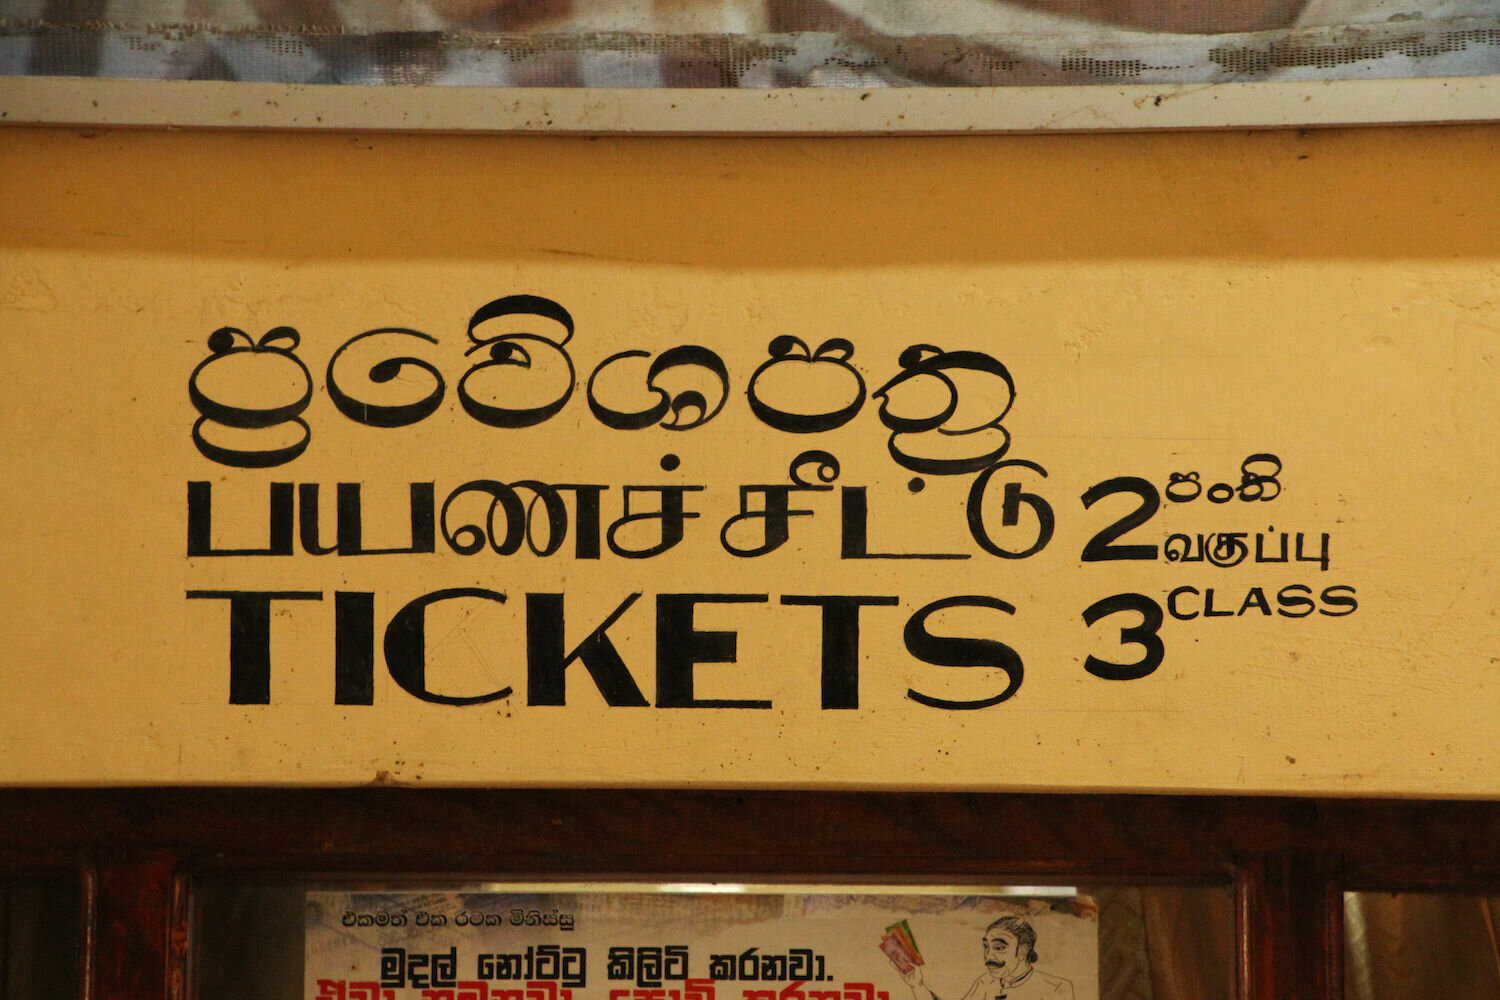 ප්‍රවේශපත්‍ර
பயணச்சீட்டு 2 පංති
வகுப்பு
TICKETS 3 CLASS
එකමත් එක රටක මිනිස්සු
මුදල් නෝට්ටු කිලිටි කරනවා.